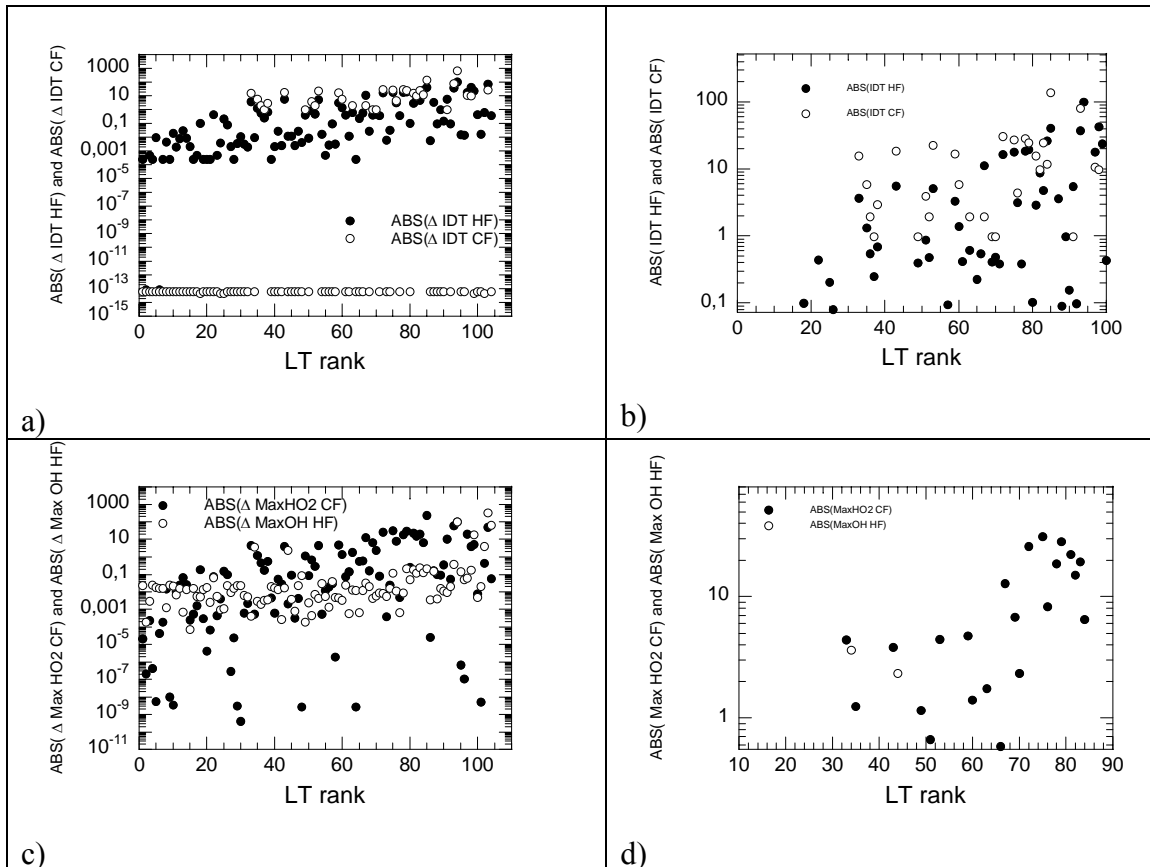 ABS(Δ IDT HF) and ABS(Δ IDT CF)
1000
10
0,1
0,001
10-5
10-7
10-9
10-11
10-13
10-15
ABS(Δ IDT HF)
ABS(Δ IDT CF)
0 20 40 60 80 100
LT rank
a)
ABS(IDT HF) and ABS(IDT CF)
100
10
1
0,1
ABS(IDT HF)
ABS(IDT CF)
0 20 40 60 80 100
LT rank
b)
ABS(Δ Max HO2 CF) and ABS(Δ Max OH HF)
1000
10
0,1
0,001
10-5
10-7
10-9
10-11
ABS(Δ MaxHO2 CF)
ABS(Δ MaxOH HF)
0 20 40 60 80 100
LT rank
c)
ABS( Max HO2 CF) and ABS( Max OH HF)
10
1
ABS(MaxHO2 CF)
ABS(MaxOH HF)
10 20 30 40 50 60 70 80 90
LT rank
d)